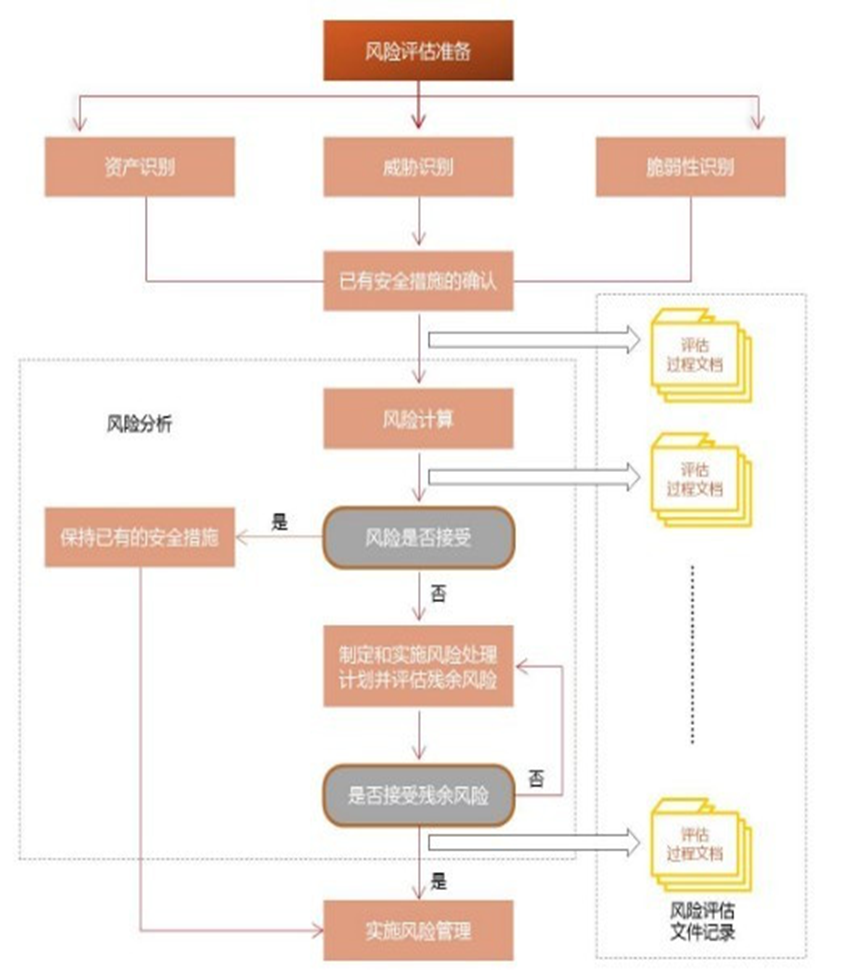 风险评估准备
资产识别
威胁识别
脆弱性识别
已有安全措施的确认
评估
过程文档
风险分析
风险计算
评估
过程文档
是
保持已有的安全措施
风险是否接受
否
制定和实施风险处理
计划并评估残余风险
否
是否接受残余风险
评估
过程文档
是
风险评估
文件记录
实施风险管理